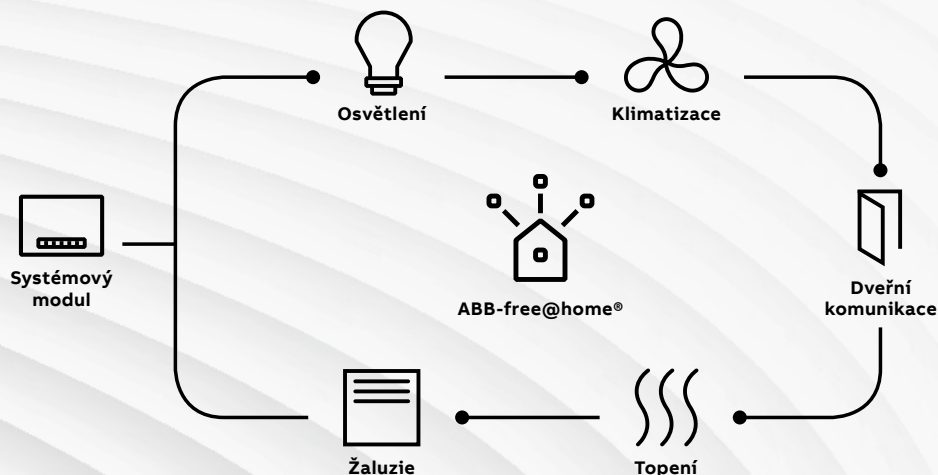 Osvětlení
Klimatizace
Systémový
modul
ABB-free@home®
Dveřní
komunikace
Žaluzie
Topení